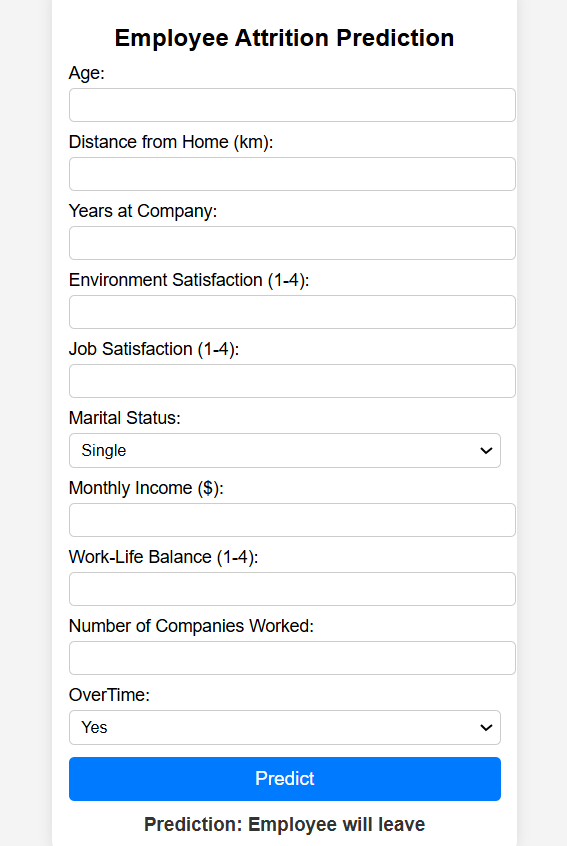 Employee Attrition Prediction
Age:
Distance from Home (km):
Years at Company:
Environment Satisfaction (1-4):
Job Satisfaction (1-4):
Marital Status:
Single
Monthly Income ($):
Work-Life Balance (1-4):
Number of Companies Worked:
OverTime:
Yes
Predict
Prediction: Employee will leave